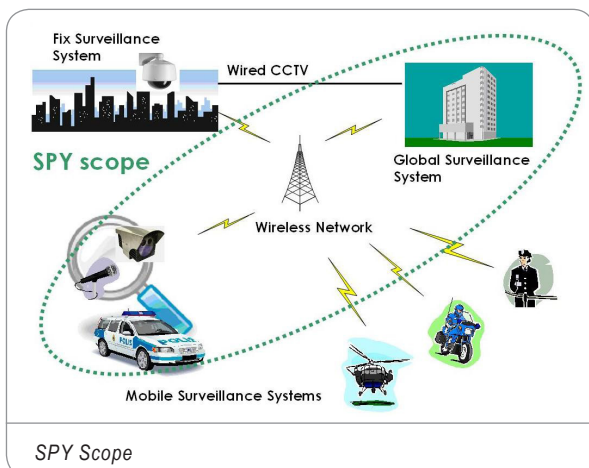 Fix Surveillance
System
Wired CCTV
SPY scope
Global Surveillance
System
Wireless Network
POLIS
Mobile Surveillance Systems
SPY Scope